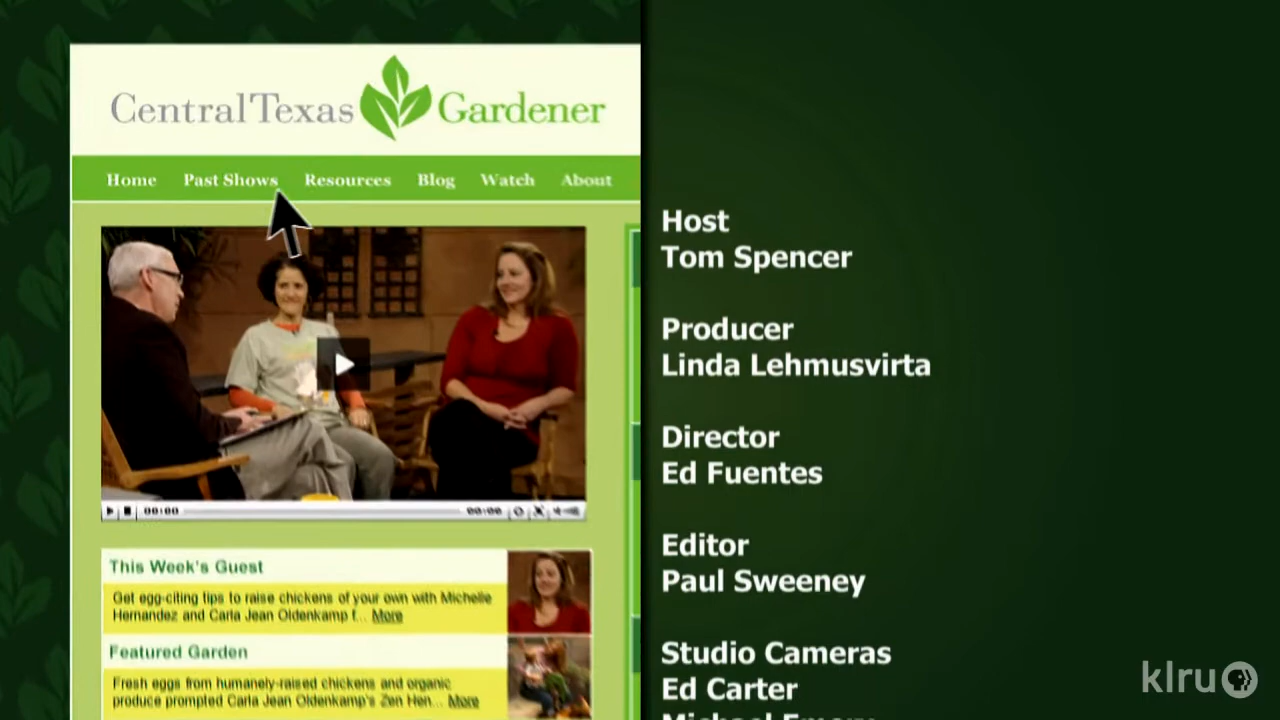 Central Texas Gardener
Home Past Shows Resources Blog Watch About
00:00 00:00
This Week's Guest
Get egg-citing tips to raise chickens of your own with Michelle
Hernandez and Carla Jean Oldenkamp f... More
Featured Garden
Fresh eggs from humanely-raised chickens and organic
produce prompted Carla Jean Oldenkamp's Zen Hen... More
Host
Tom Spencer
Producer
Linda Lehmusvirta
Director
Ed Fuentes
Editor
Paul Sweeney
Studio Cameras
Ed Carter
klru